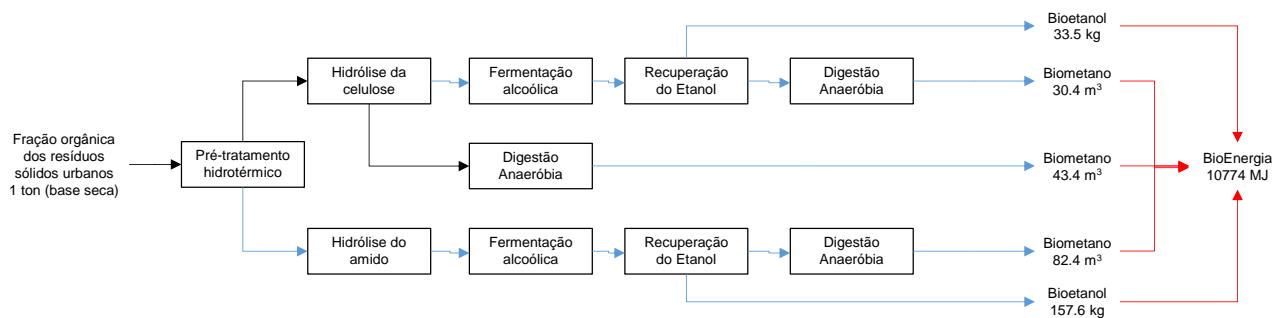 Fração orgânica
dos resíduos
sólidos urbanos
1 ton (base seca)
Pré-tratamento
hidrotérmico
Hidrólise da
celulose
Fermentação
alcoólica
Recuperação
do Etanol
Digestão
Anaeróbia
Bioetanol
33.5 kg
Biometano
30.4 m³
Digestão
Anaeróbia
Biometano
43.4 m³
Hidrólise do
amido
Fermentação
alcoólica
Recuperação
do Etanol
Digestão
Anaeróbia
Biometano
82.4 m³
Bioetanol
157.6 kg
BioEnergia
10774 MJ